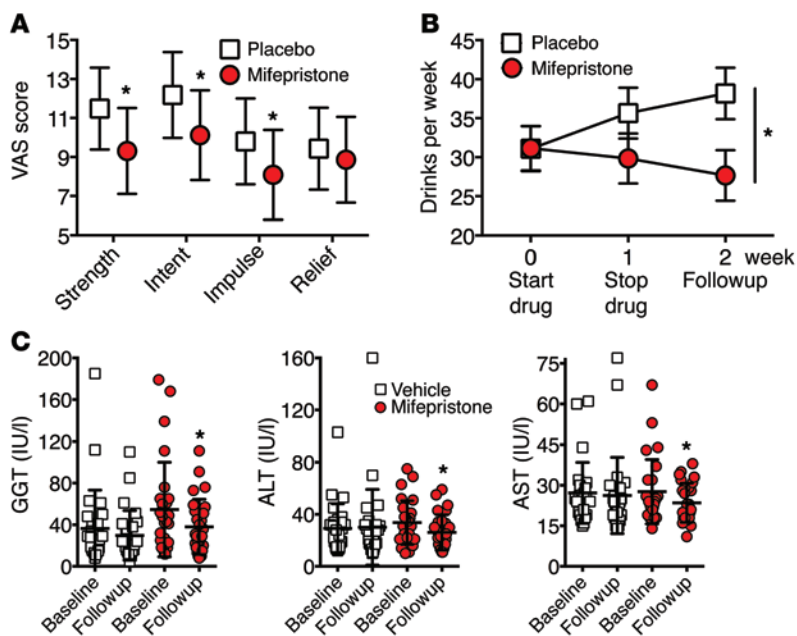 A
15
13
11
9
7
5
VAS score
Placebo
Mifepristone
*
*
*
Strength
Intent
Impulse
Relief
B
45
40
35
30
25
20
Drinks per week
Placebo
Mifepristone
*
0 1 2 week
Start Stop Followup
drug drug
C
200
160
120
80
40
0
GGT (IU/l)
*
Baseline
Followup
Baseline
Followup
160
120
80
40
0
ALT (IU/l)
Vehicle
Mifepristone
*
Baseline
Followup
Baseline
Followup
75
60
45
30
15
0
AST (IU/l)
*
Baseline
Followup
Baseline
Followup